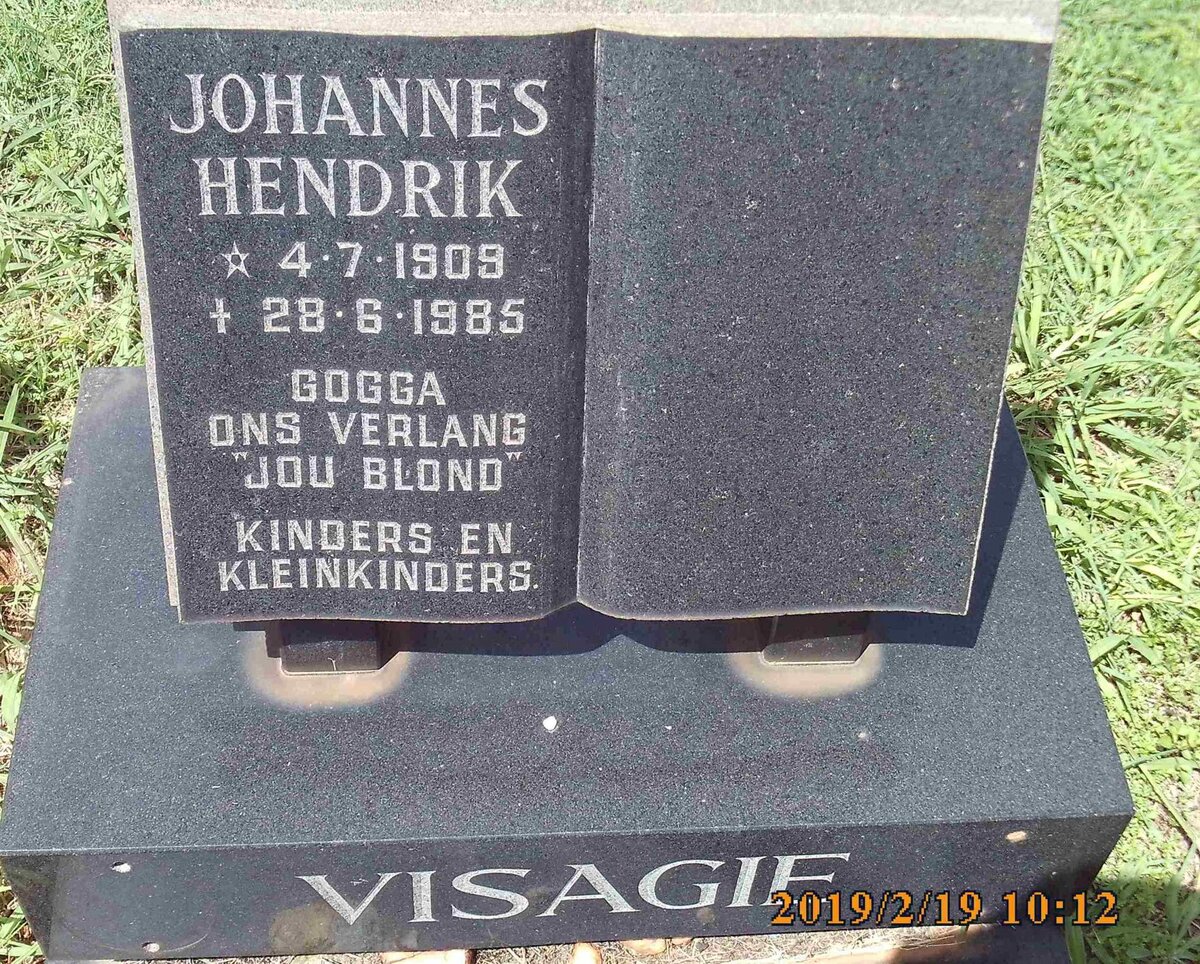 JOHANNES
HENDRIK
☆ 4·7·1909
† 28·6·1985
GOGGA
ONS VERLANG
"JOU BLOND"
KINDERS EN
KLEINKINDERS.
VISAGIE
2019/2/19 10:12